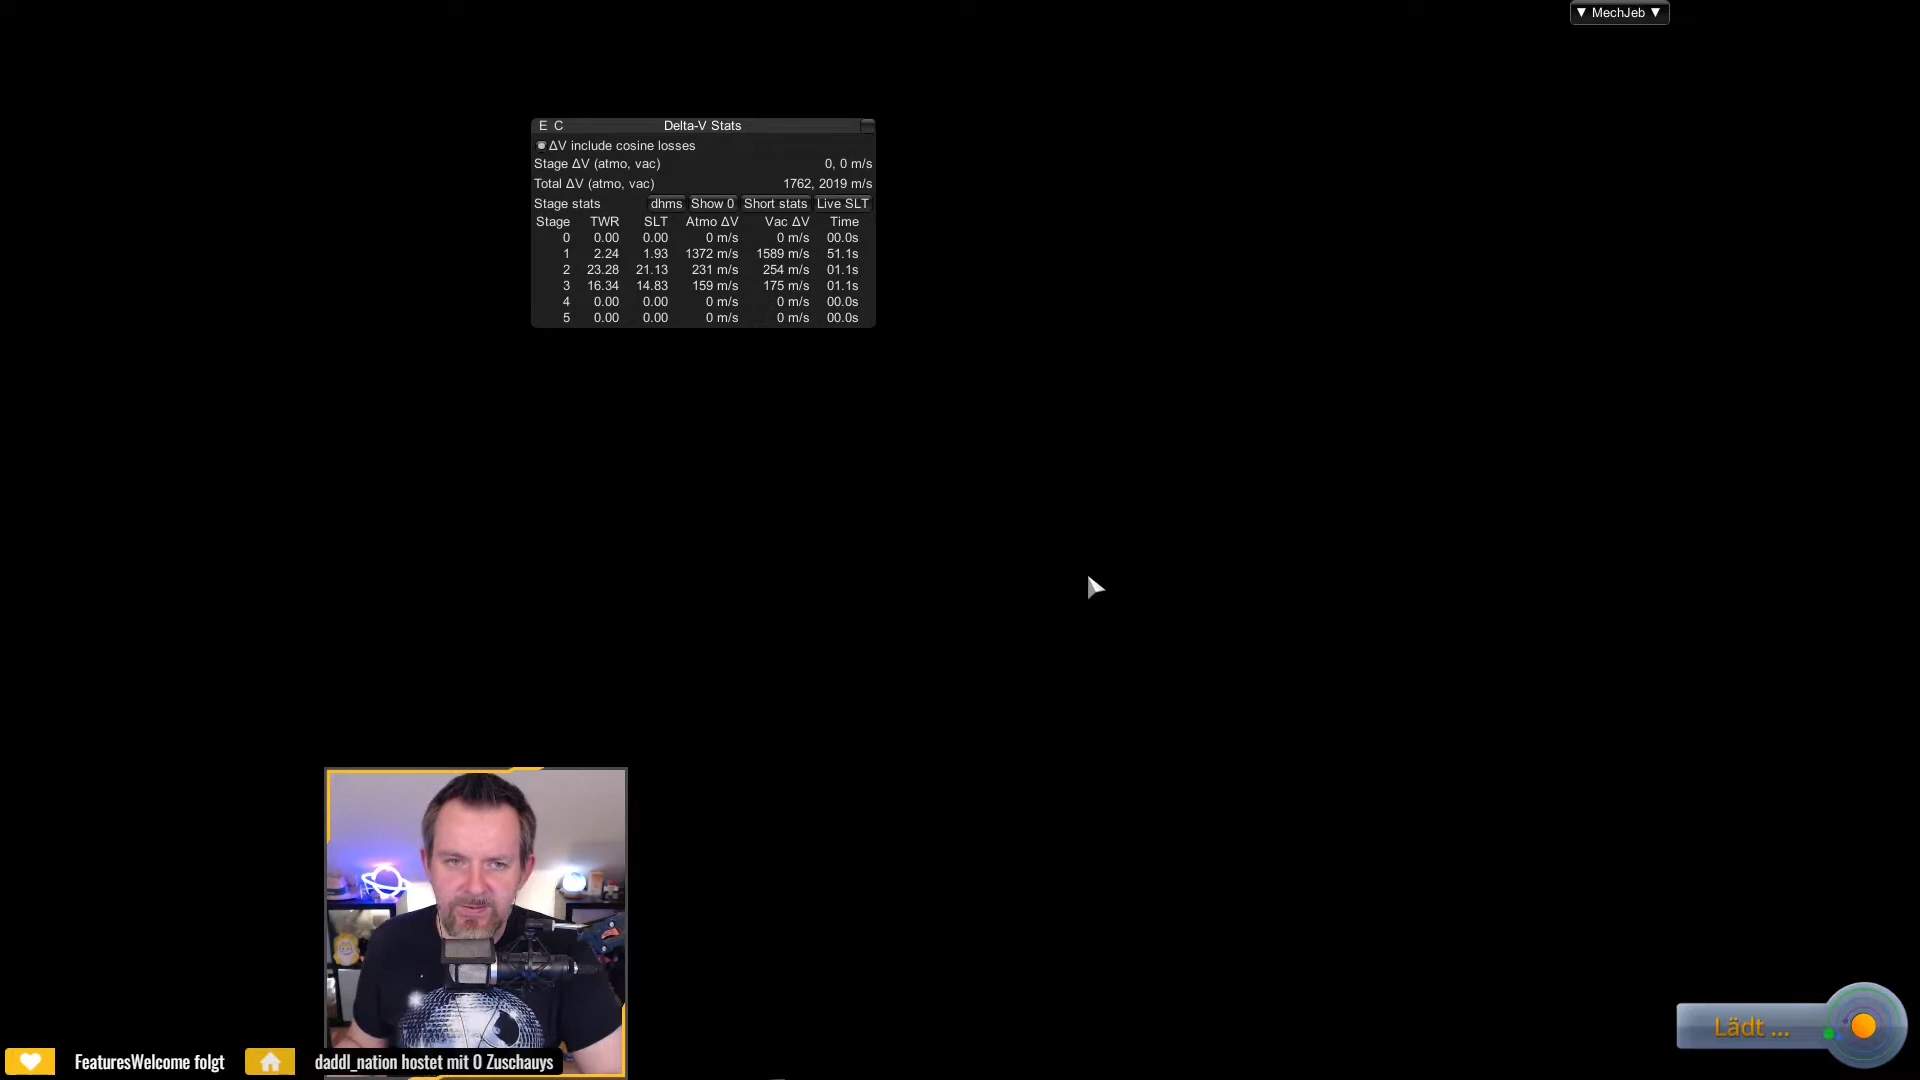 ▼ MechJeb ▼
E C Delta-V Stats
ΔV include cosine losses
Stage ΔV (atmo, vac) 0, 0 m/s
Total ΔV (atmo, vac) 1762, 2019 m/s
Stage stats dhms Show 0 Short stats Live SLT
Stage TWR SLT Atmo ΔV Vac ΔV Time
0 0.00 0.00 0 m/s 0 m/s 00.0s
1 2.24 1.93 1372 m/s 1589 m/s 51.1s
2 23.28 21.13 231 m/s 254 m/s 01.1s
3 16.34 14.83 159 m/s 175 m/s 01.1s
4 0.00 0.00 0 m/s 0 m/s 00.0s
5 0.00 0.00 0 m/s 0 m/s 00.0s
Lädt ...
FeaturesWelcome folgt
daddl_nation hostet mit 0 Zuschauys